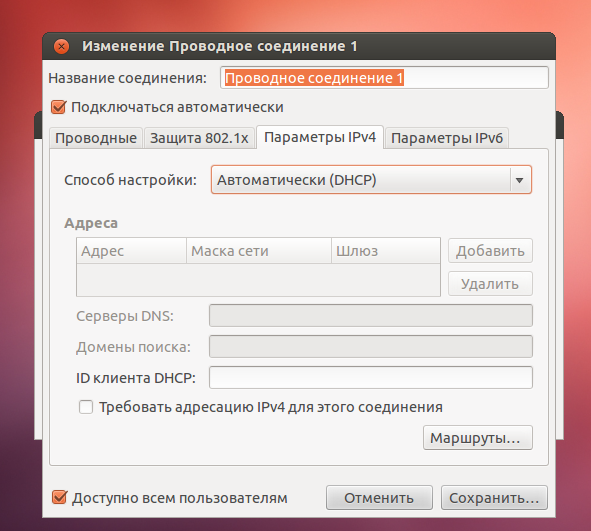 Изменение Проводное соединение 1
Название соединения: Проводное соединение 1
Подключаться автоматически
Проводные Защита 802.1x Параметры IPv4 Параметры IPv6
Способ настройки: Автоматически (DHCP)
Адреса
Адрес Маска сети Шлюз Добавить
Удалить
Серверы DNS:
Домены поиска:
ID клиента DHCP:
Требовать адресацию IPv4 для этого соединения
Маршруты...
Доступно всем пользователям Отменить Сохранить...